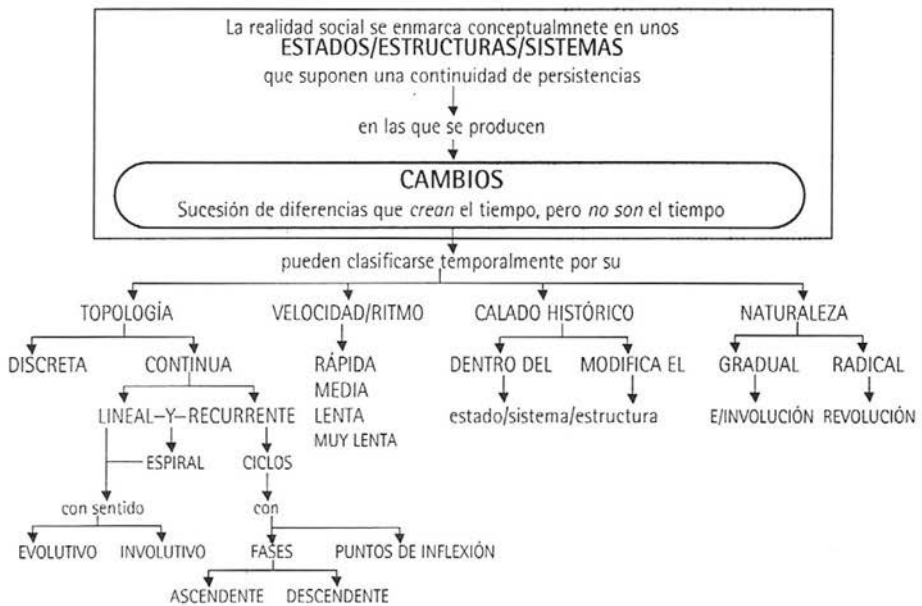 La realidad social se enmarca conceptualmnete en unos
ESTADOS/ESTRUCTURAS/SISTEMAS
que suponen una continuidad de persistencias
en las que se producen
CAMBIOS
Sucesión de diferencias que crean el tiempo, pero no son el tiempo
pueden clasificarse temporalmente por su
TOPOLOGÍA VELOCIDAD/RITMO CALADO HISTÓRICO NATURALEZA
DISCRETA CONTINUA RÁPIDA DENTRO DEL MODIFICA EL GRADUAL RADICAL
MEDIA
LINEAL–Y–RECURRENTE LENTA estado/sistema/estructura E/INVOLUCIÓN REVOLUCIÓN
MUY LENTA
ESPIRAL CICLOS
con sentido con
EVOLUTIVO INVOLUTIVO FASES PUNTOS DE INFLEXIÓN
ASCENDENTE DESCENDENTE